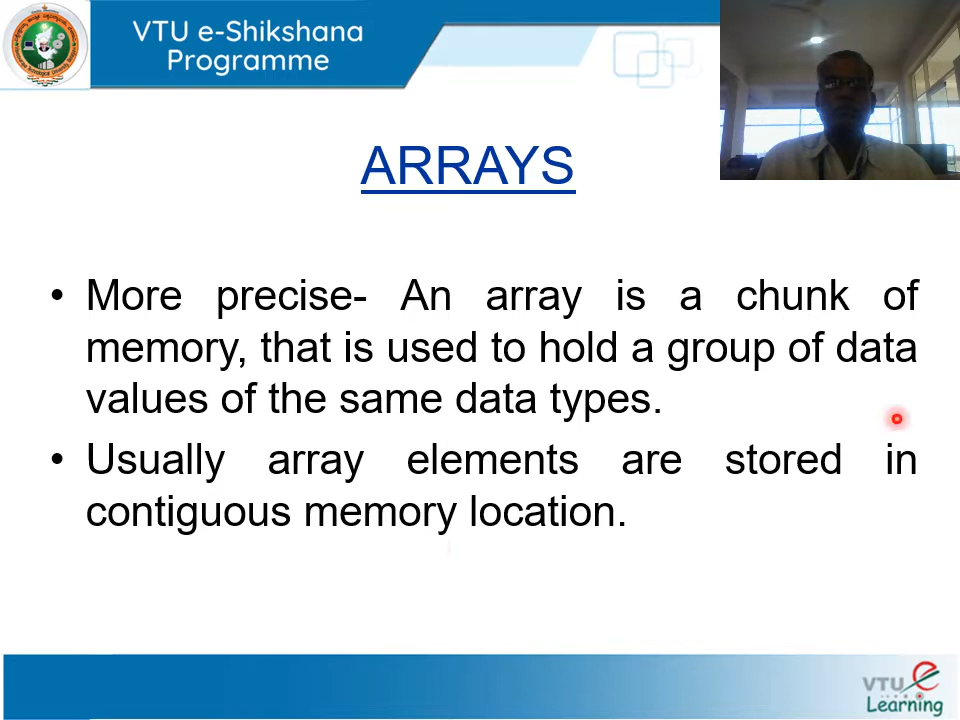 VTU e-Shikshana
Programme
ARRAYS
• More precise- An array is a chunk of
memory, that is used to hold a group of data
values of the same data types.
• Usually array elements are stored in
contiguous memory location.
VTU e
Learning